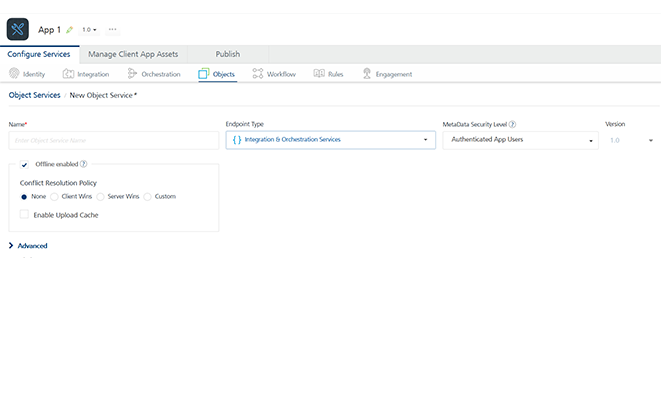 App 1 1.0
Configure Services Manage Client App Assets Publish
Identity Integration Orchestration Objects Workflow Rules Engagement
Object Services / New Object Service*
Name* Endpoint Type MetaData Security Level ? Version
Enter Object Service Name {} Integration & Orchestration Services Authenticated App Users 1.0
Offline enabled ?
Conflict Resolution Policy
None Client Wins Server Wins Custom
Enable Upload Cache
Advanced